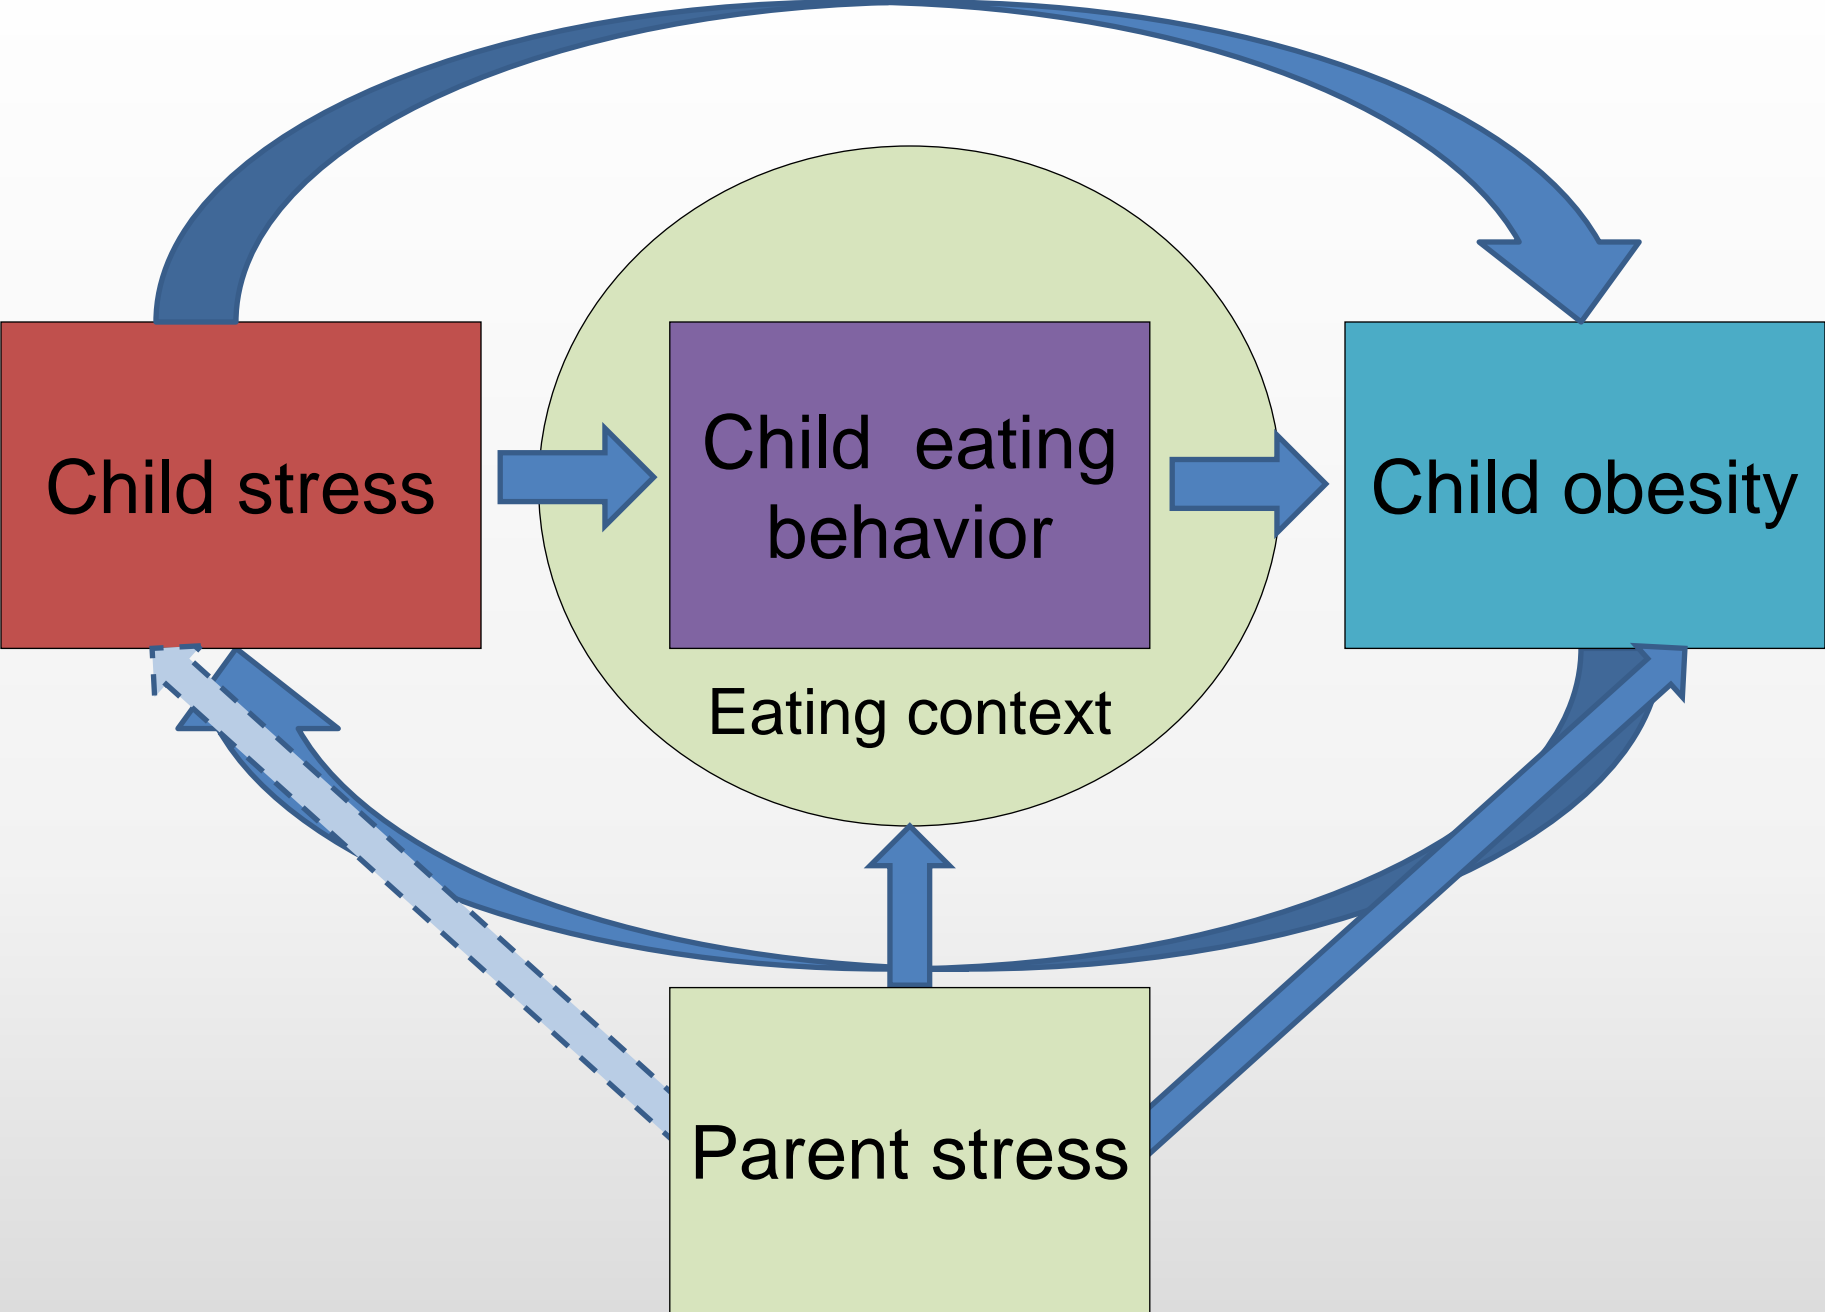 Child stress
Child  eating
behavior
Child obesity
Eating context
Parent stress